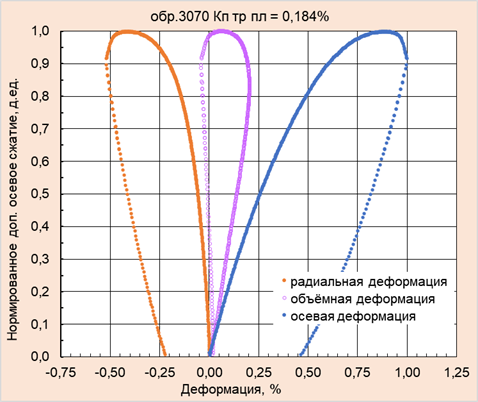 обр.3070 Кп тр пл = 0,184%
Нормированное доп. осевое сжатие, д.ед.
1,0
0,9
0,8
0,7
0,6
0,5
0,4
0,3
0,2
0,1
0,0
радиальная деформация
объёмная деформация
осевая деформация
-0,75 -0,50 -0,25 0,00 0,25 0,50 0,75 1,00 1,25
Деформация, %